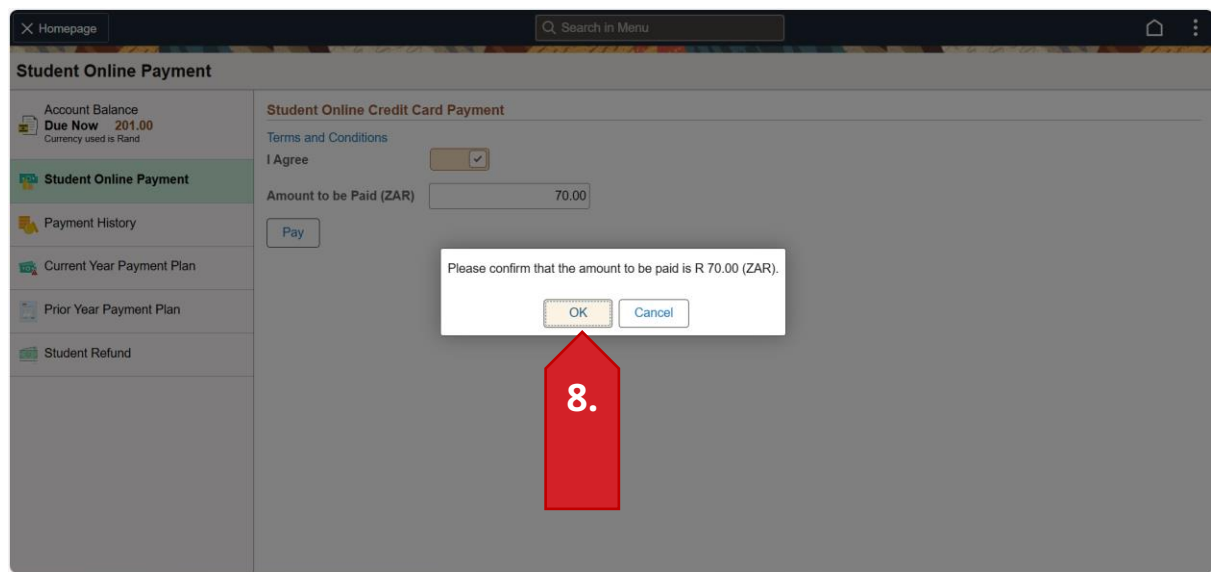 Homepage
Search in Menu
Student Online Payment
Account Balance
Due Now 201.00
Currency used is Rand
Student Online Payment
Payment History
Current Year Payment Plan
Prior Year Payment Plan
Student Refund
Student Online Credit Card Payment
Terms and Conditions
I Agree
Amount to be Paid (ZAR) 70.00
Pay
Please confirm that the amount to be paid is R 70.00 (ZAR).
OK Cancel
8.